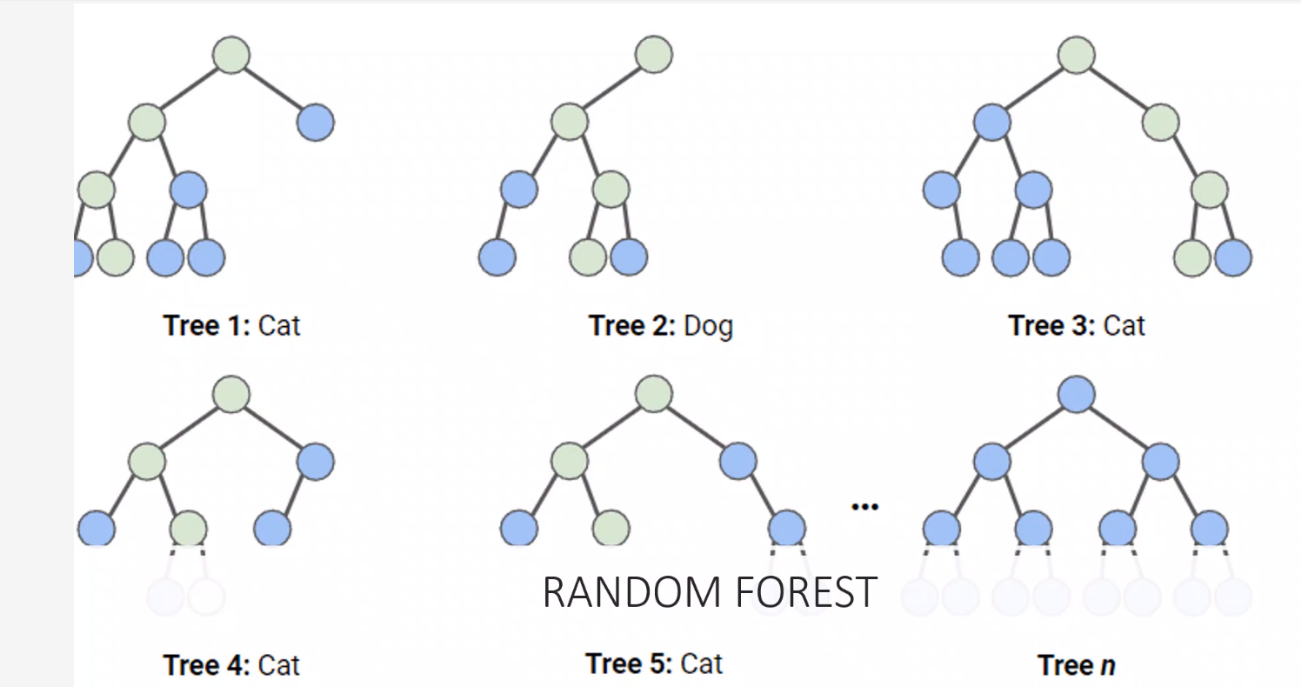 Tree 1: Cat
Tree 2: Dog
Tree 3: Cat
...
RANDOM FOREST
Tree 4: Cat
Tree 5: Cat
Tree n